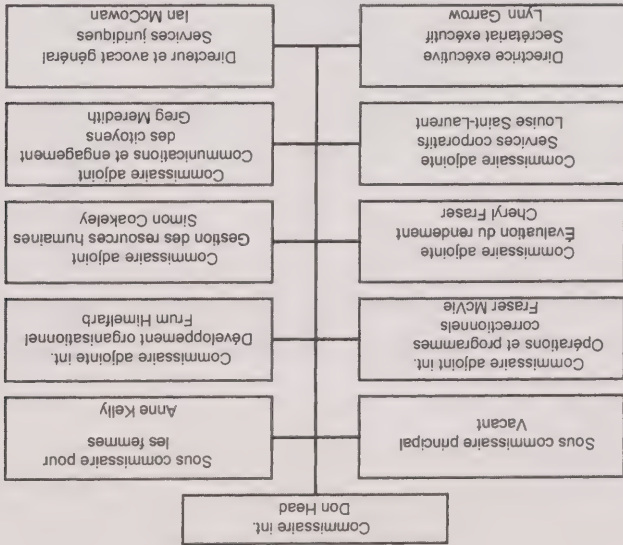 Commissaire int.
Don Head
Sous commissaire principal
Vacant
Sous commissaire pour
les femmes
Anne Kelly
Commissaire adjoint int.
Opérations et programmes
correctionnels
Fraser McVie
Commissaire adjointe int.
Développement organisationnel
Frum Himelfarb
Commissaire adjointe
Évaluation du rendement
Cheryl Fraser
Commissaire adjoint
Gestion des resources humaines
Simon Coakeley
Commissaire adjointe
Services corporatifs
Louise Saint-Laurent
Commissaire adjoint
Communications et engagement
des citoyens
Greg Meredith
Directrice exécutive
Secrétariat exécutif
Lynn Garrow
Directeur et avocat général
Services juridiques
Ian McCowan